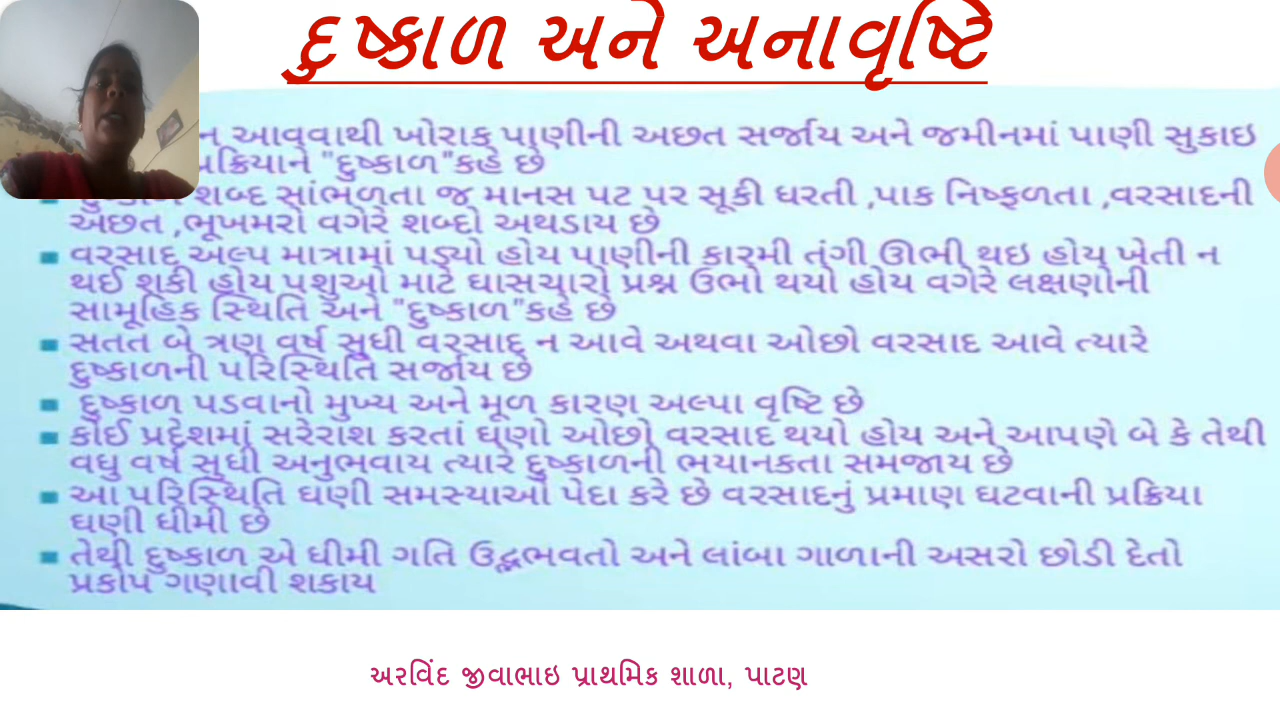 દુષ્કાળ અને અનાવૃષ્ટિ
ન આવવાથી ખોરાક પાણીની અછત સર્જાય અને જમીનમાં પાણી સુકાઇ
પ્રક્રિયાને "દુષ્કાળ"કહે છે
શબ્દ સાંભળતા જ માનસ પટ પર સૂકી ધરતી ,પાક નિષ્ફળતા ,વરસાદની
અછત ,ભૂખમરો વગેરે શબ્દો અથડાય છે
વરસાદ અલ્પ માત્રામાં પડ્યો હોય પાણીની કારમી તંગી ઊભી થઇ હોય ખેતી ન
થઈ શકી હોય પશુઓ માટે ઘાસચારો પ્રશ્ન ઉભો થયો હોય વગેરે લક્ષણોની
સામૂહિક સ્થિતિ અને "દુષ્કાળ"કહે છે
સતત બે ત્રણ વર્ષ સુધી વરસાદ ન આવે અથવા ઓછો વરસાદ આવે ત્યારે
દુષ્કાળની પરિસ્થિતિ સર્જાય છે
દુષ્કાળ પડવાનો મુખ્ય અને મૂળ કારણ અલ્પા વૃષ્ટિ છે
કોઈ પ્રદેશમાં સરેરાશ કરતાં ઘણો ઓછો વરસાદ થયો હોય અને આપણે બે કે તેથી
વધુ વર્ષ સુધી અનુભવાય ત્યારે દુષ્કાળની ભયાનકતા સમજાય છે
આ પરિસ્થિતિ ઘણી સમસ્યાઓ પેદા કરે છે વરસાદનું પ્રમાણ ઘટવાની પ્રક્રિયા
ઘણી ધીમી છે
તેથી દુષ્કાળ એ ધીમી ગતિ ઉદ્ભભવતો અને લાંબા ગાળાની અસરો છોડી દેતો
પ્રકોપ ગણાવી શકાય
અરવિંદ જીવાભાઇ પ્રાથમિક શાળા, પાટણ